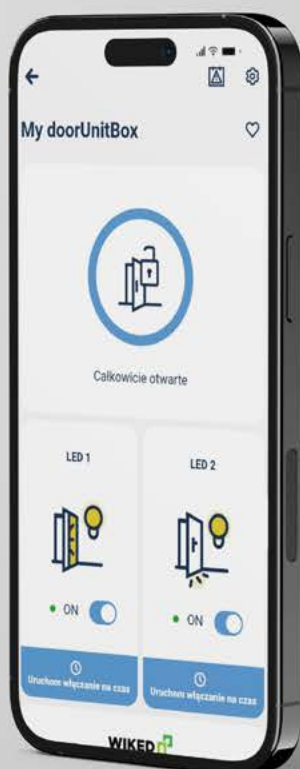 My doorUnitBox
Całkowicie otwarte
LED 1
LED 2
ON
ON
Uruchom włączanie na czas
Uruchom włączanie na czas
WIKED